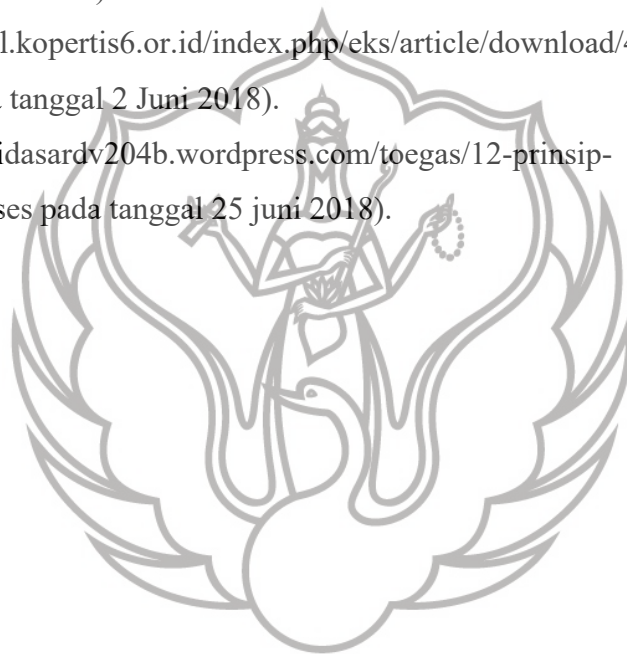 l.kopertis6.or.id/index.php/eks/article/download/4
tanggal 2 Juni 2018).
idasardv204b.wordpress.com/toegas/12-prinsip-
ses pada tanggal 25 juni 2018).